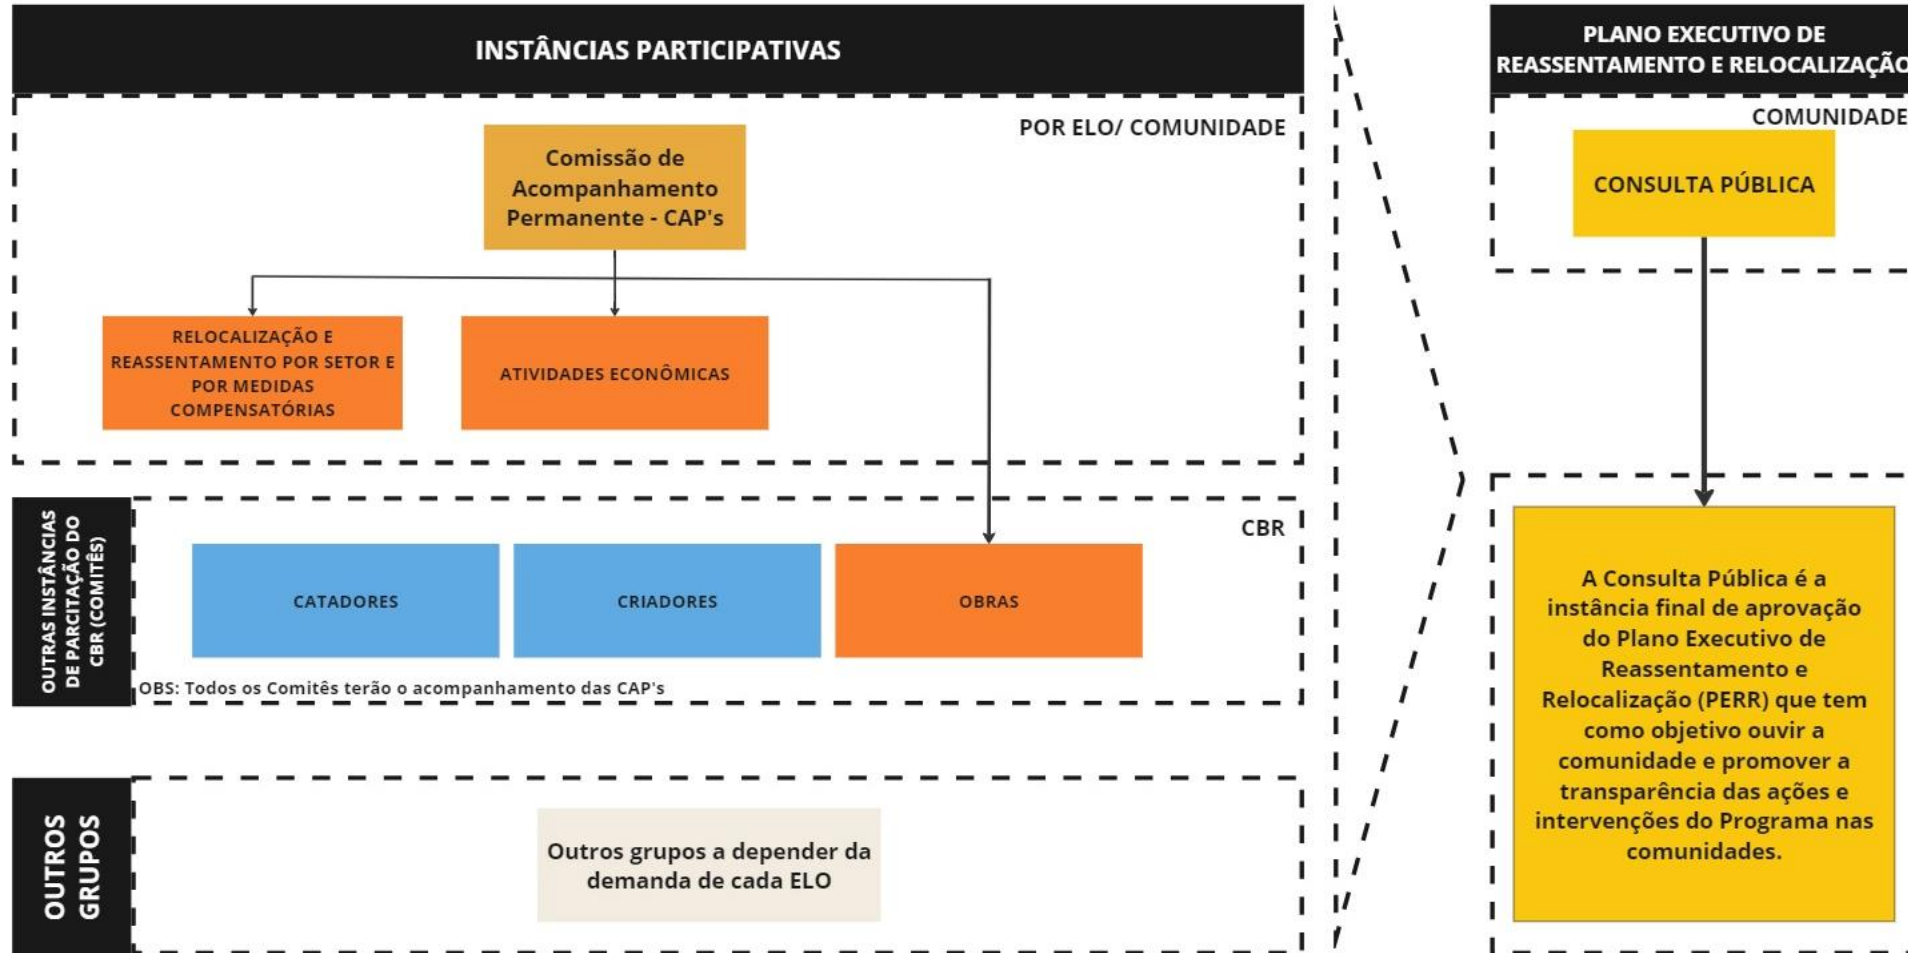 INSTÂNCIAS PARTICIPATIVAS
POR ELO/ COMUNIDADE
Comissão de
Acompanhamento
Permanente - CAP's
RELOCALIZAÇÃO E
REASSENTAMENTO POR SETOR E
POR MEDIDAS
COMPENSATÓRIAS
ATIVIDADES ECONÔMICAS
OUTRAS INSTÂNCIAS
DE PARCITAÇÃO DO
CBR (COMITÊS)
CBR
CATADORES
CRIADORES
OBRAS
OBS: Todos os Comitês terão o acompanhamento das CAP's
OUTROS
GRUPOS
Outros grupos a depender da
demanda de cada ELO
PLANO EXECUTIVO DE
REASSENTAMENTO E RELOCALIZAÇÃO
COMUNIDADE
CONSULTA PÚBLICA
A Consulta Pública é a
instância final de aprovação
do Plano Executivo de
Reassentamento e
Relocalização (PERR) que tem
como objetivo ouvir a
comunidade e promover a
transparência das ações e
intervenções do Programa nas
comunidades.